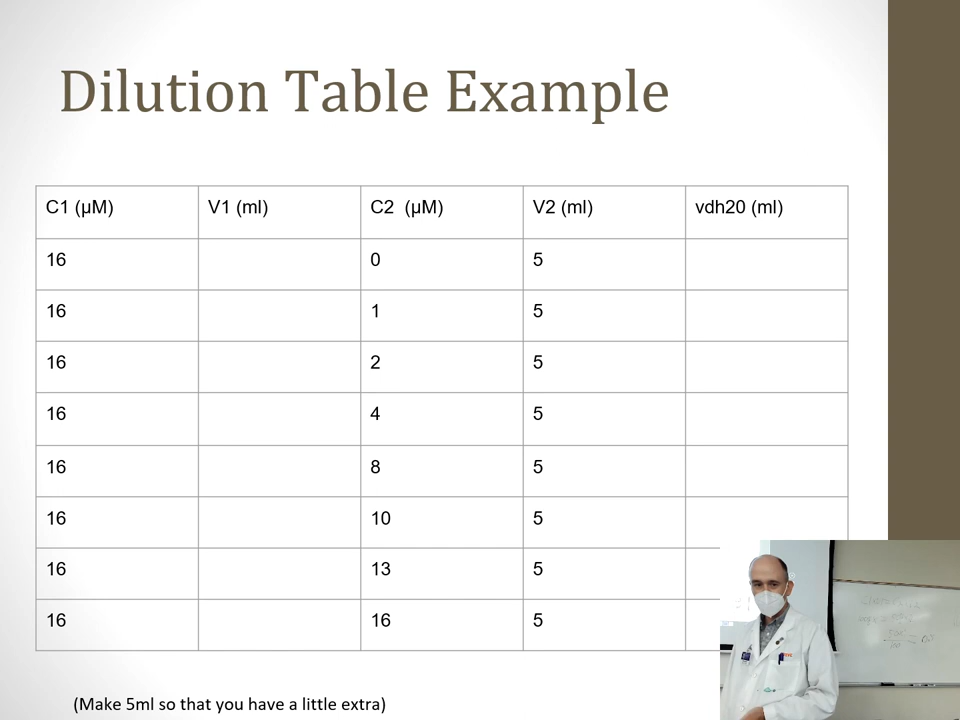 Dilution Table Example
C1 (µM) V1 (ml) C2 (µM) V2 (ml) vdh20 (ml)
16 0 5
16 1 5
16 2 5
16 4 5
16 8 5
16 10 5
16 13 5
16 16 5
(Make 5ml so that you have a little extra)